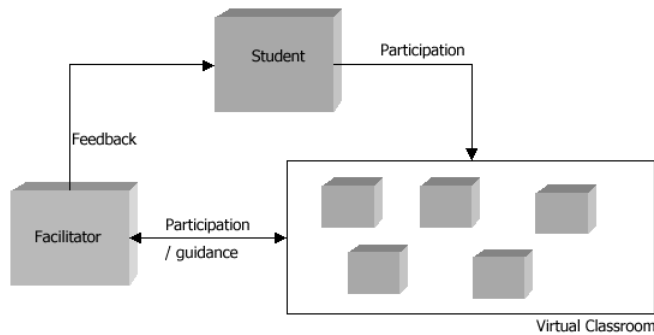 Student
Participation
Feedback
Facilitator
Participation
/ guidance
Virtual Classroom